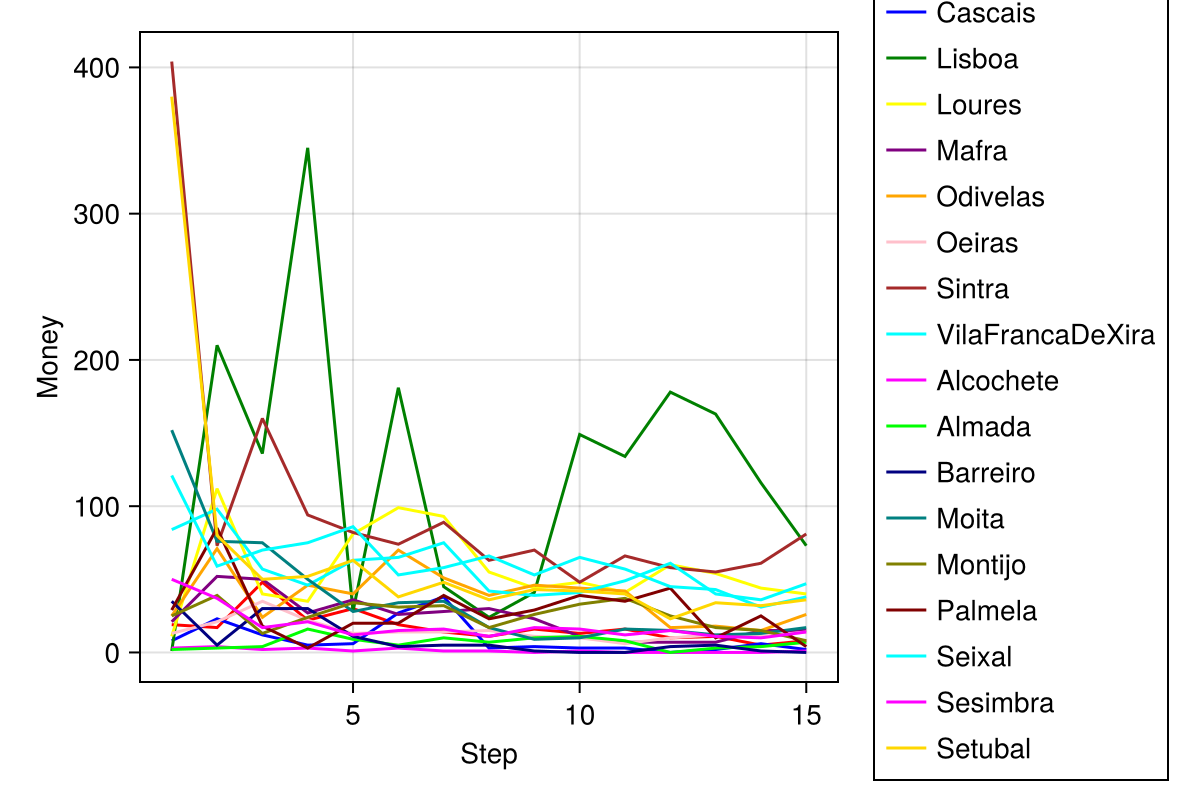 400
300
200
100
0
Money
5
10
15
Step
Cascais
Lisboa
Loures
Mafra
Odivelas
Oeiras
Sintra
VilaFrancaDeXira
Alcochete
Almada
Barreiro
Moita
Montijo
Palmela
Seixal
Sesimbra
Setubal